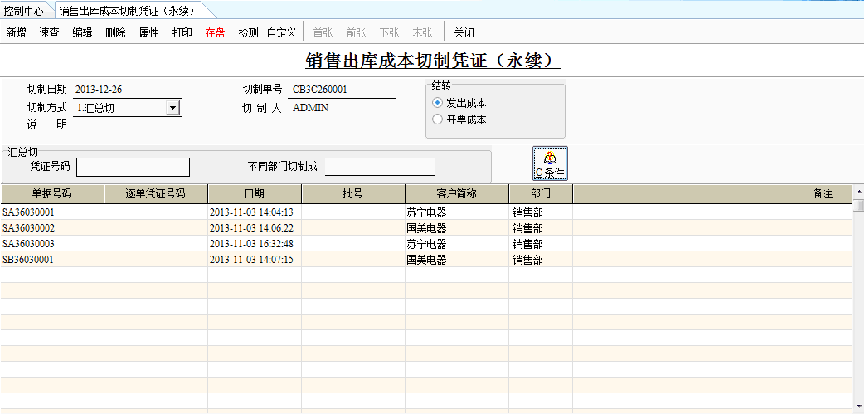 控制中心 销售出库成本切制凭证（永续）
新增 速查 编辑 删除 属性 打印 存盘 检测 自定义 首张 前张 下张 末张 关闭
销售出库成本切制凭证（永续）
切制日期 2013-12-26 切制单号 CB3C260001 结转
切制方式 1.汇总切 切 制 人 ADMIN 发出成本
说 明 开票成本
汇总切
凭证号码 不同部门切制成 C.条件
单据号码 逐单凭证号码 日期 批号 客户简称 部门 备注
SA36030001 2013-11-03 14:04:13 苏宁电器 销售部
SA36030002 2013-11-03 14:06:22 国美电器 销售部
SA36030003 2013-11-03 16:32:48 苏宁电器 销售部
SB36030001 2013-11-03 14:07:15 国美电器 销售部